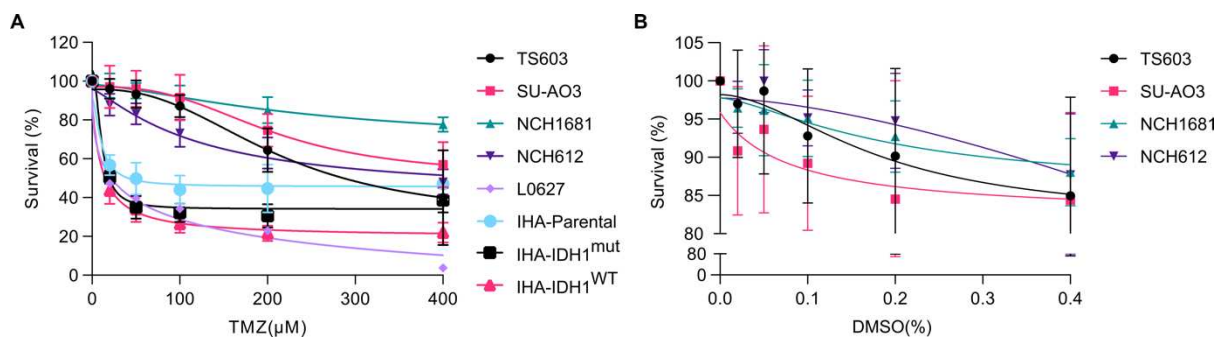 A
120
100
80
60
40
20
0
Survival (%)
0
100
200
300
400
TMZ(µM)
TS603
SU-AO3
NCH1681
NCH612
L0627
IHA-Parental
IHA-IDH1mut
IHA-IDH1WT
B
105
100
95
90
85
80
0
Survival (%)
0.0
0.1
0.2
0.3
0.4
DMSO(%)
TS603
SU-AO3
NCH1681
NCH612